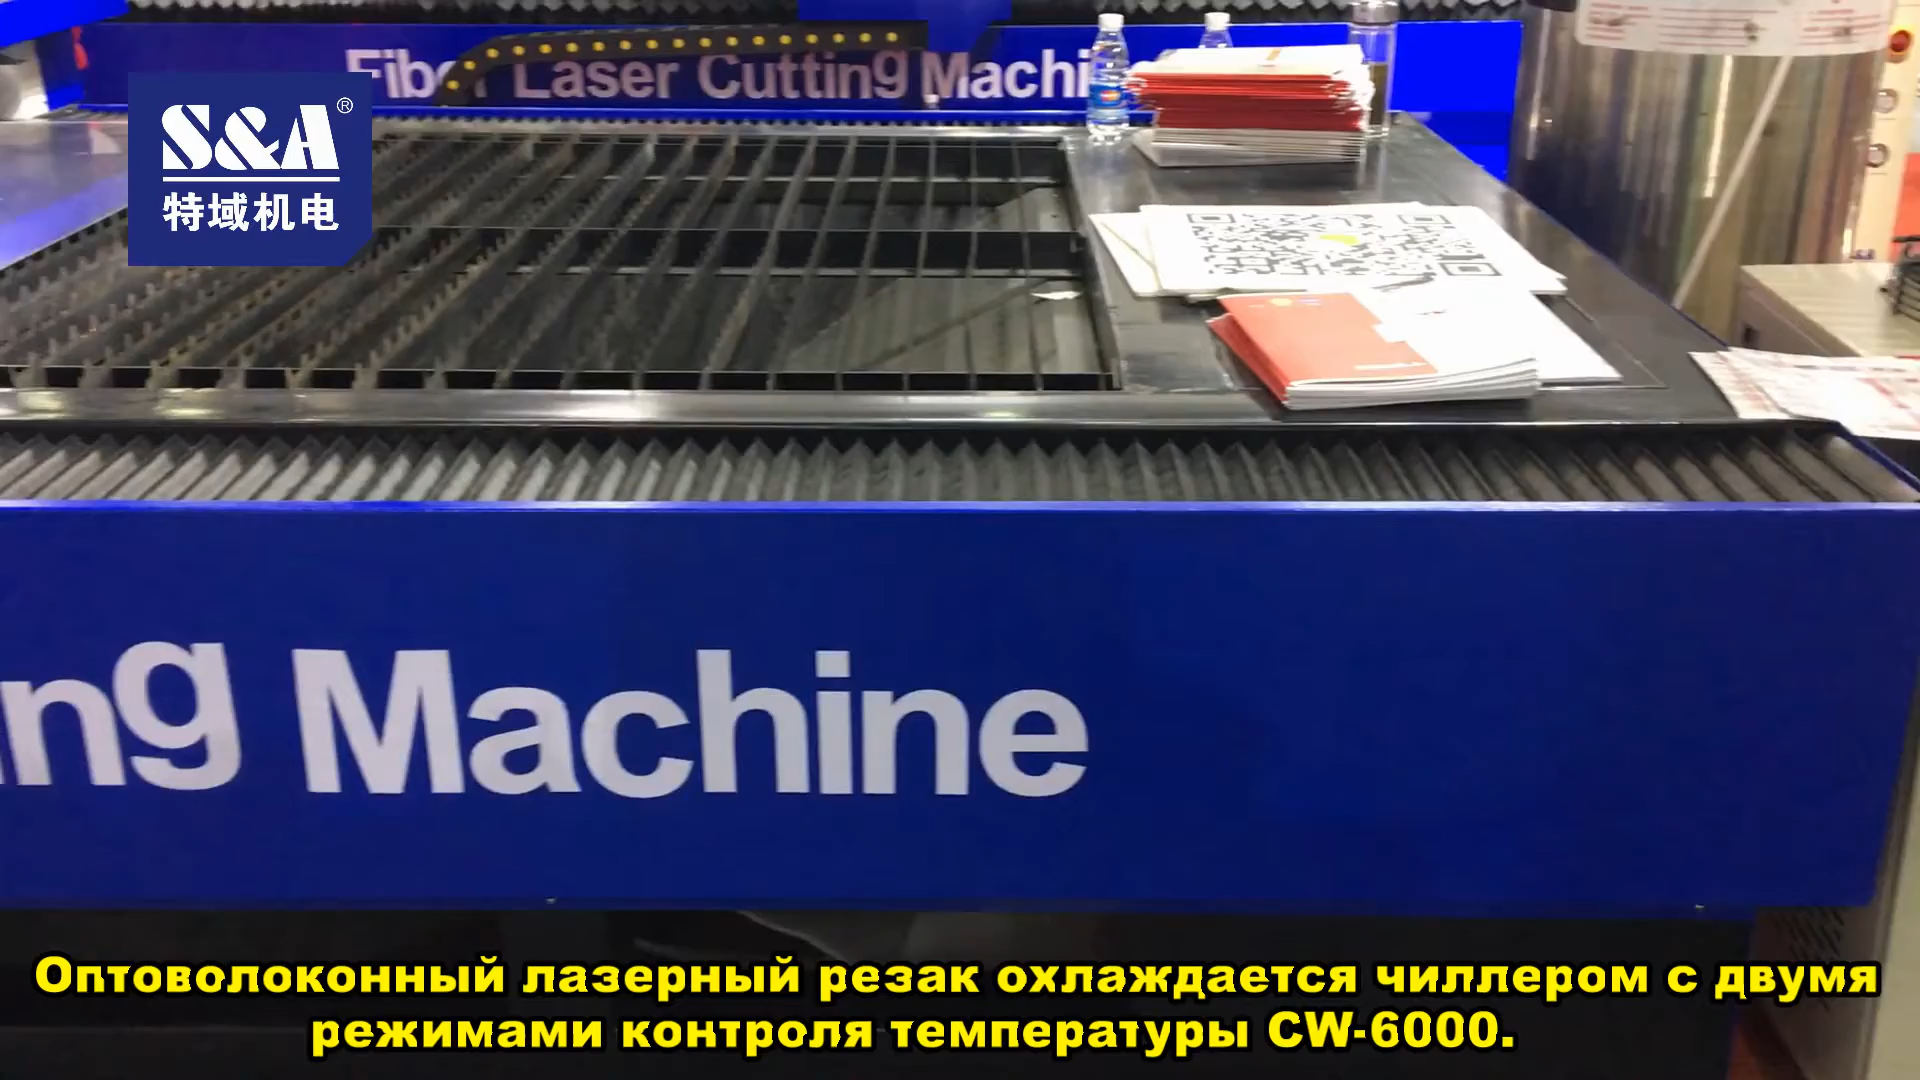 Fiber Laser Cutting Machi
S&A®
特域机电
ng Machine
Оптоволоконный лазерный резак охлаждается чиллером с двумя
режимами контроля температуры CW-6000.